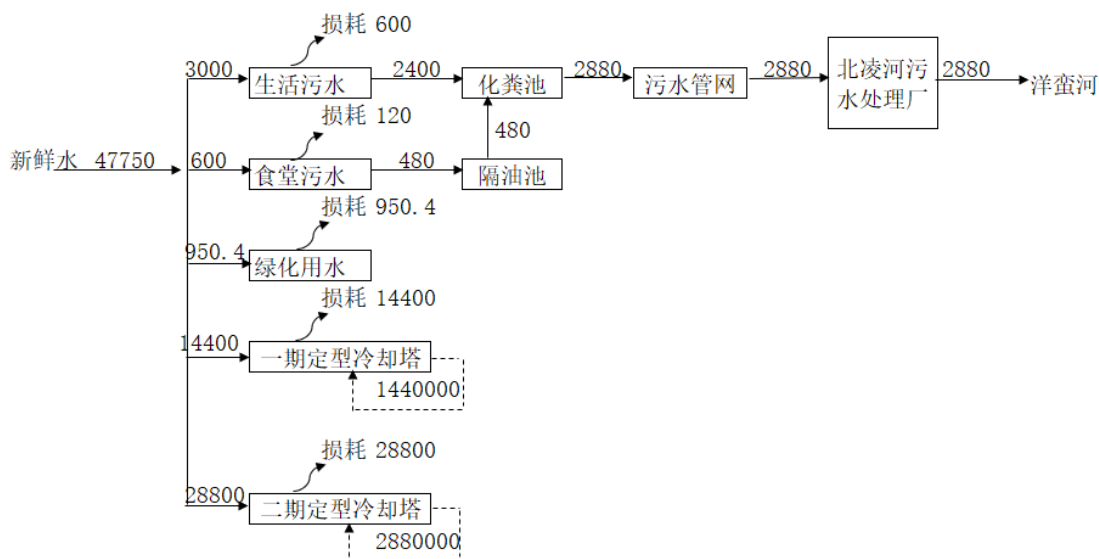 损耗 600
3000
生活污水
2400
化粪池
2880
污水管网
2880
北凌河污
水处理厂
2880
洋蛮河
损耗 120
480
新鲜水 47750
600
食堂污水
480
隔油池
损耗 950.4
950.4
绿化用水
损耗 14400
14400
一期定型冷却塔
1440000
损耗 28800
28800
二期定型冷却塔
2880000